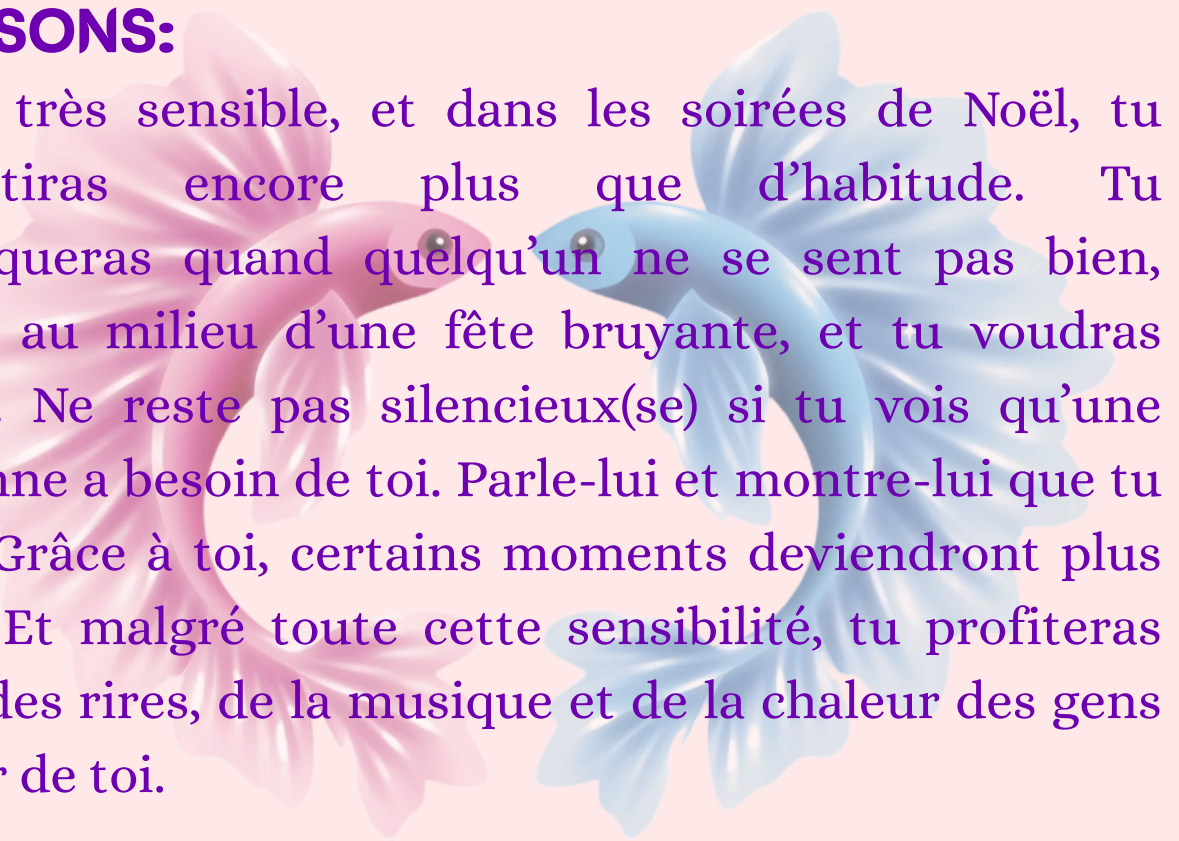 SONS:
très sensible, et dans les soirées de Noël, tu
tiras encore plus que d’habitude. Tu
queras quand quelqu’un ne se sent pas bien,
au milieu d’une fête bruyante, et tu voudras
. Ne reste pas silencieux(se) si tu vois qu’une
nne a besoin de toi. Parle-lui et montre-lui que tu
Grâce à toi, certains moments deviendront plus
Et malgré toute cette sensibilité, tu profiteras
des rires, de la musique et de la chaleur des gens
r de toi.